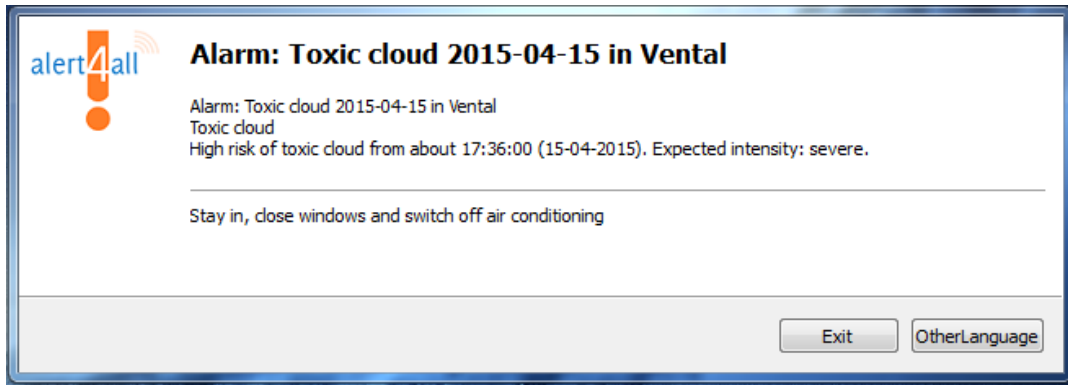 alert4all
Alarm: Toxic cloud 2015-04-15 in Vental
Alarm: Toxic cloud 2015-04-15 in Vental
Toxic cloud
High risk of toxic cloud from about 17:36:00 (15-04-2015). Expected intensity: severe.
Stay in, close windows and switch off air conditioning
Exit
OtherLanguage